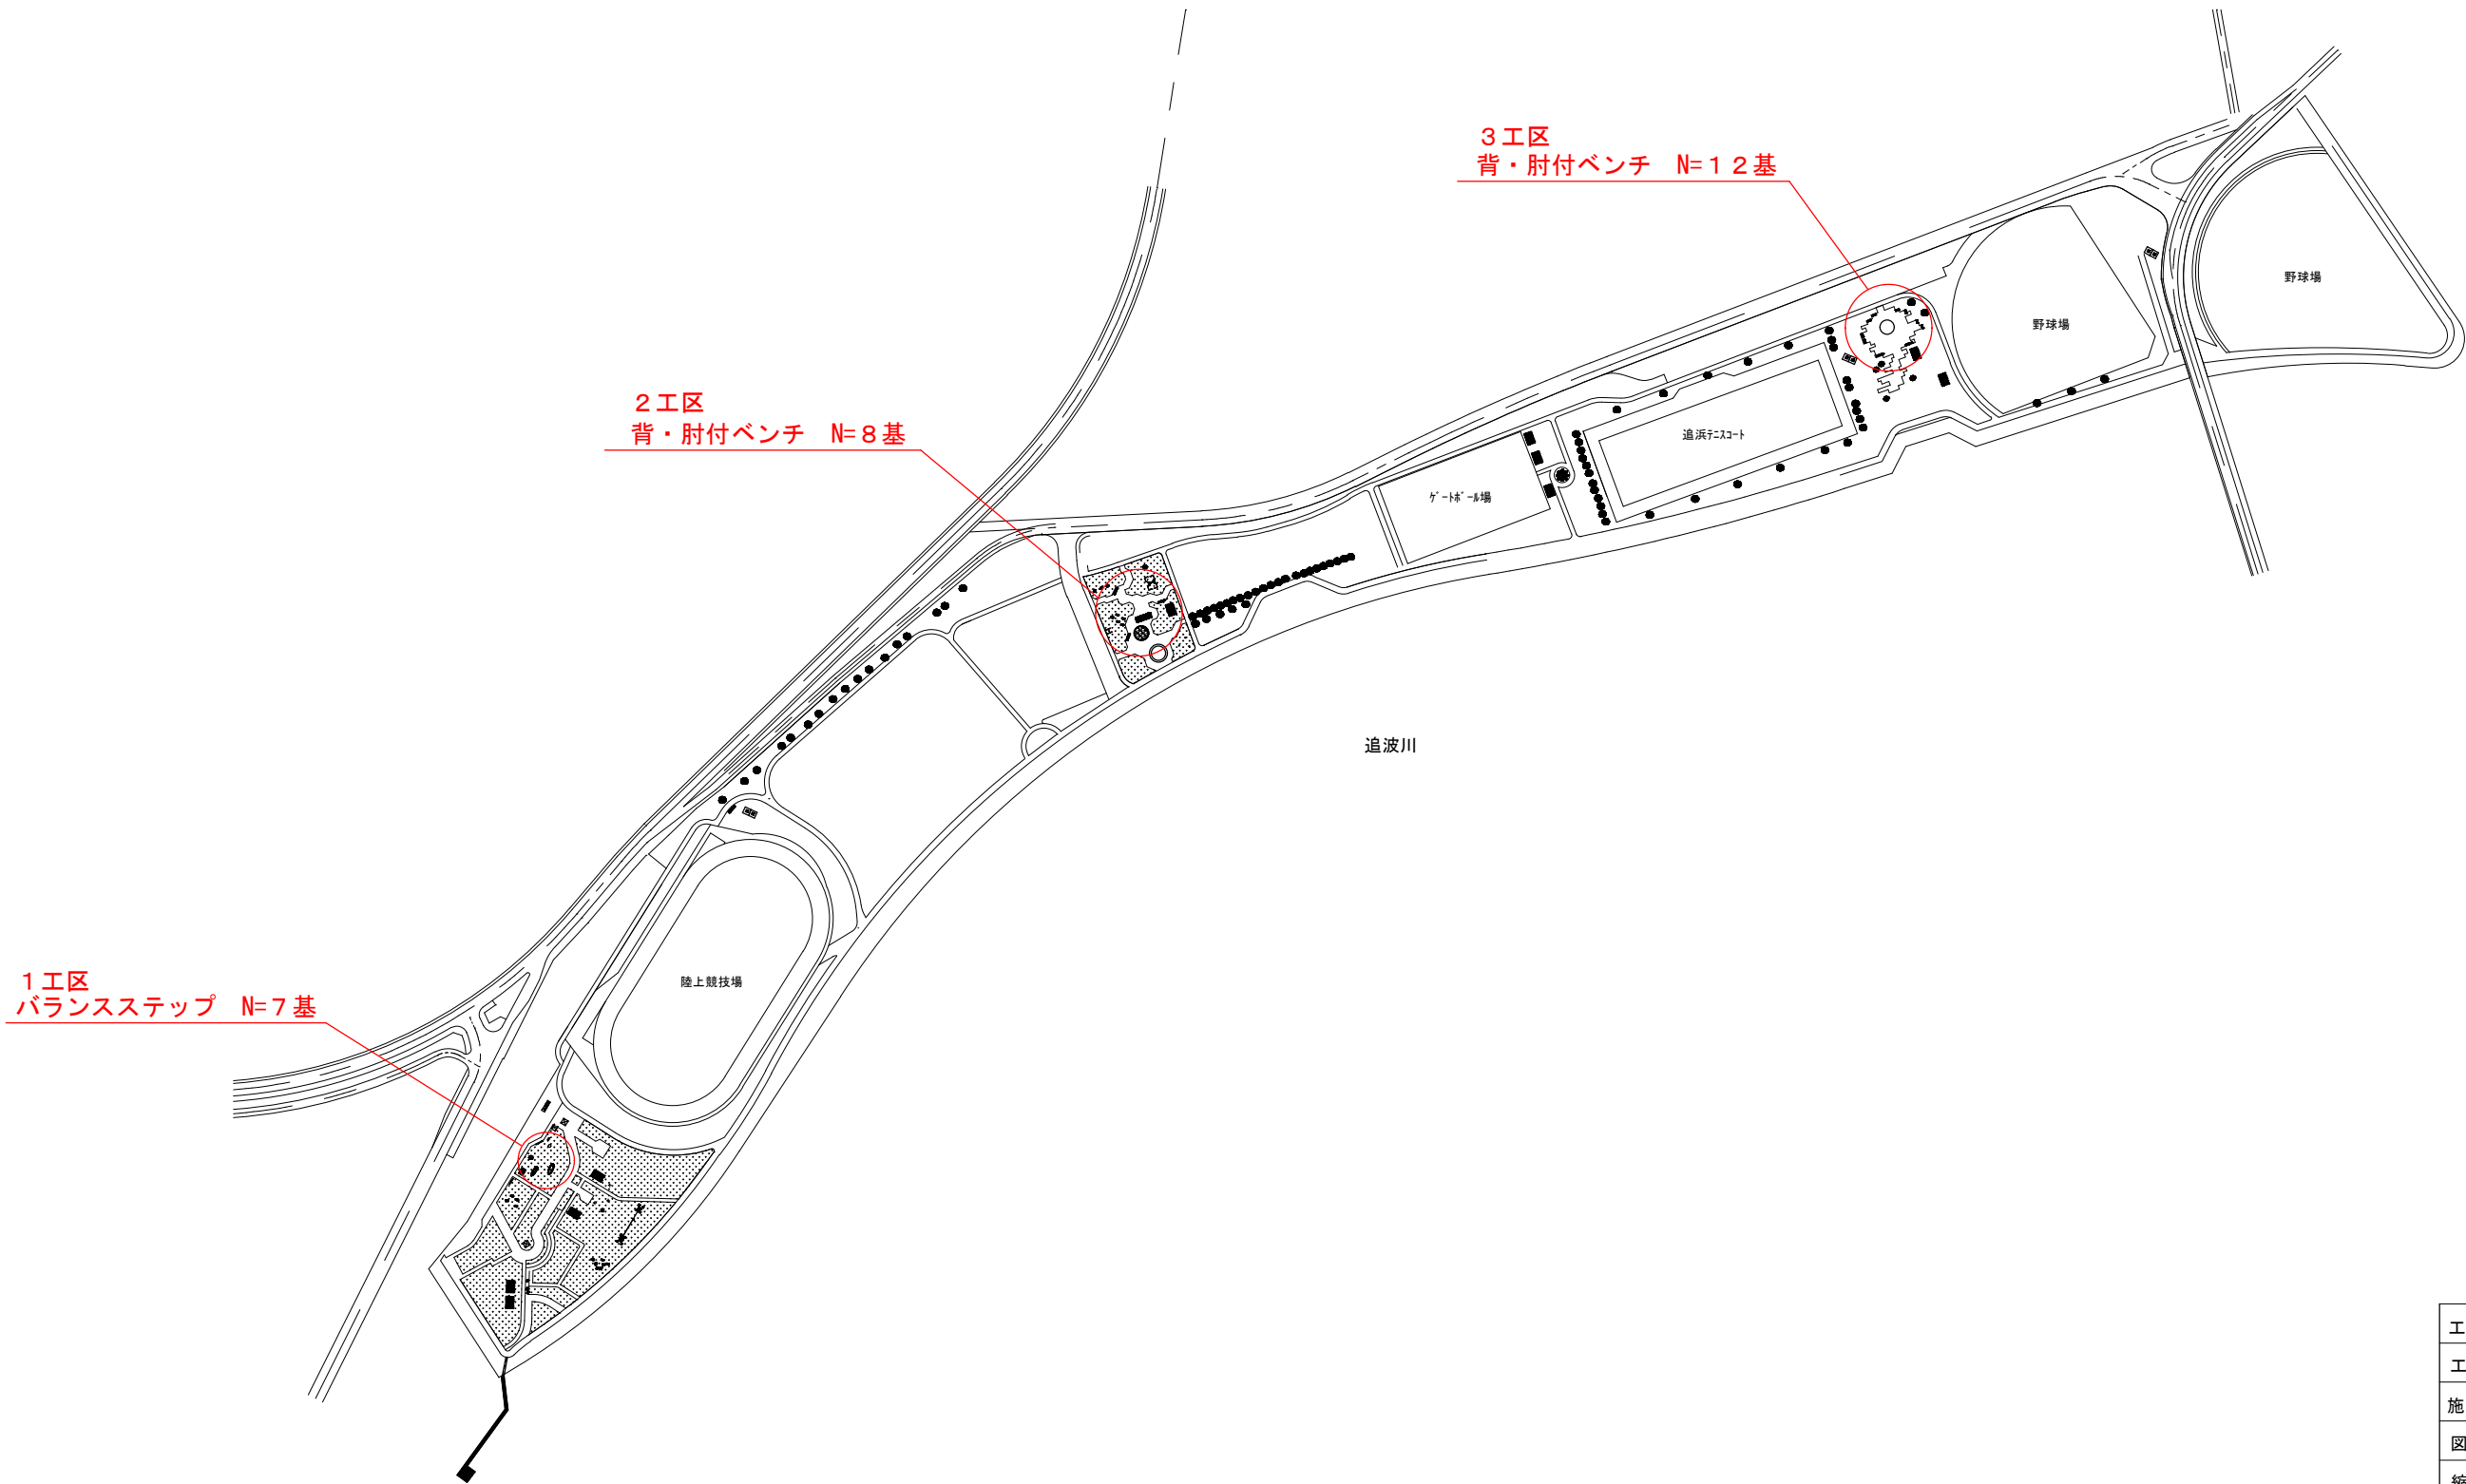 3工区
背・肘付ベンチ　N=12基
野球場
野球場
2工区
背・肘付ベンチ　N=8基
追浜テニスコート
ゲートボール場
追波川
1工区
バランスステップ　N=7基
陸上競技場
工
工
施
図
縮